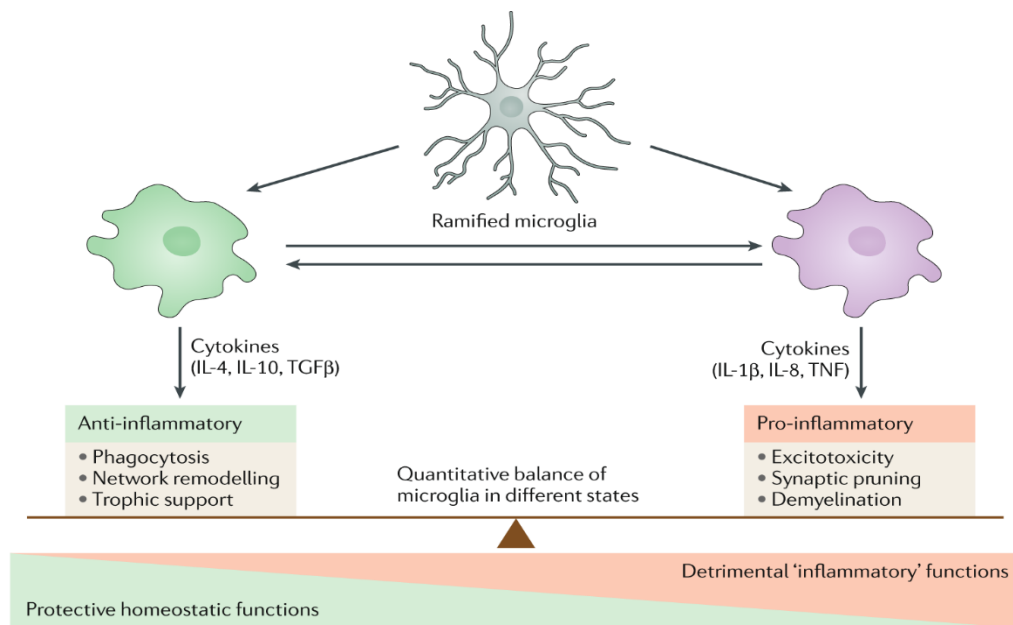 Ramified microglia
Cytokines
(IL-4, IL-10, TGFβ)
Cytokines
(IL-1β, IL-8, TNF)
Anti-inflammatory
• Phagocytosis
• Network remodelling
• Trophic support
Quantitative balance of
microglia in different states
Pro-inflammatory
• Excitotoxicity
• Synaptic pruning
• Demyelination
Detrimental ‘inflammatory’ functions
Protective homeostatic functions